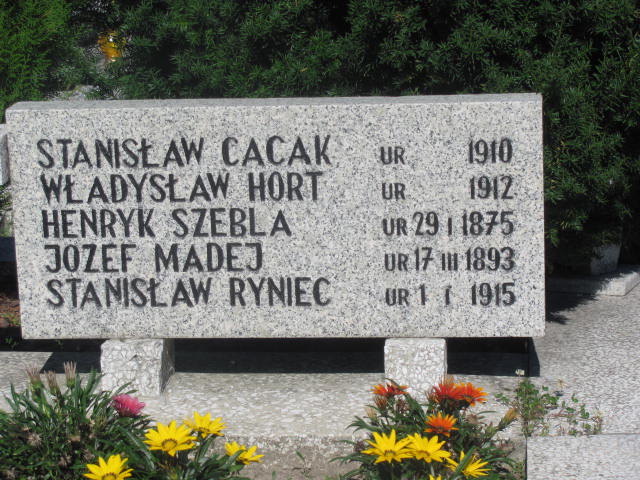 STANISŁAW CACAK UR 1910
WŁADYSŁAW HORT UR 1912
HENRYK SZEBLA UR 29 I 1875
JOZEF MADEJ UR 17 III 1893
STANISŁAW RYNIEC UR 1 I 1915